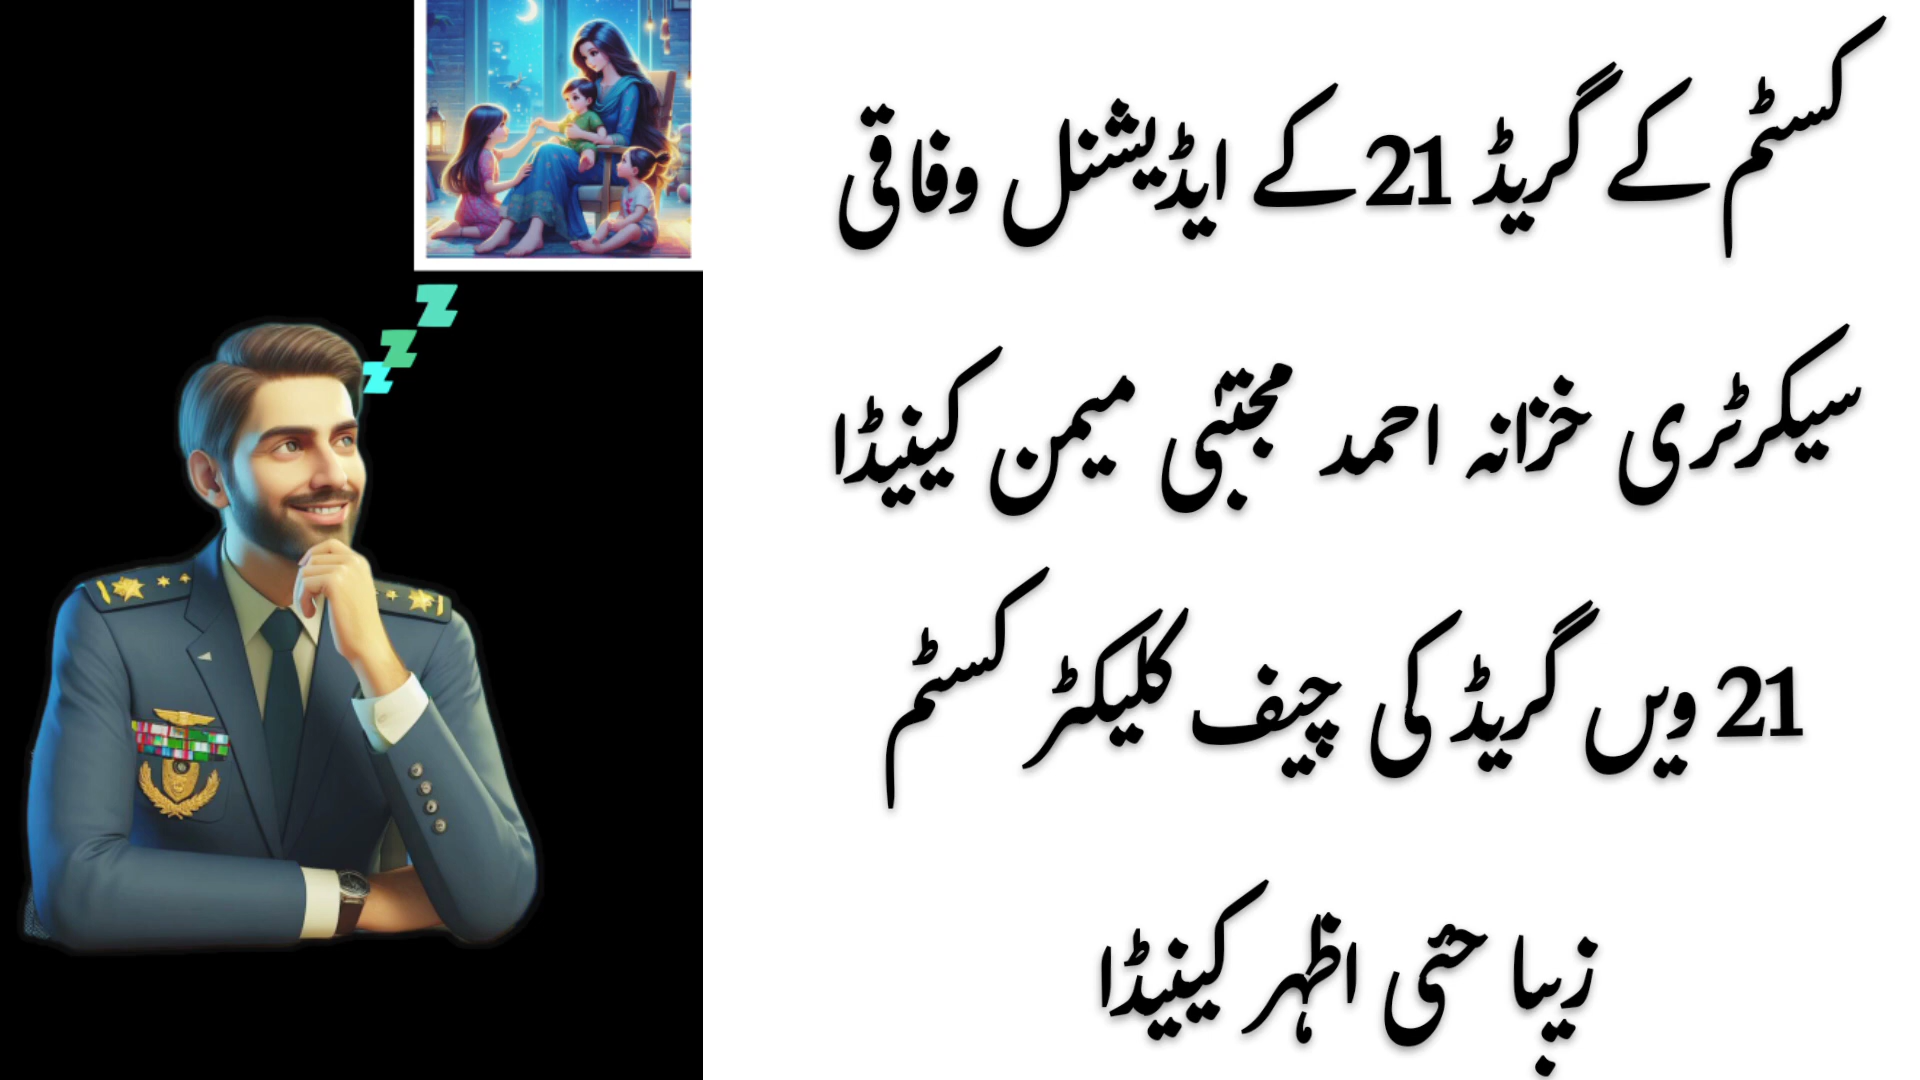 کسٹم کے گریڈ 21 کے ایڈیشنل وفاقی
سیکرٹری خزانہ احمد مجتبٰی میمن کینیڈا
21 ویں گریڈ کی چیف کلیکٹر کسٹم
زیبا حئی اظہر کینیڈا